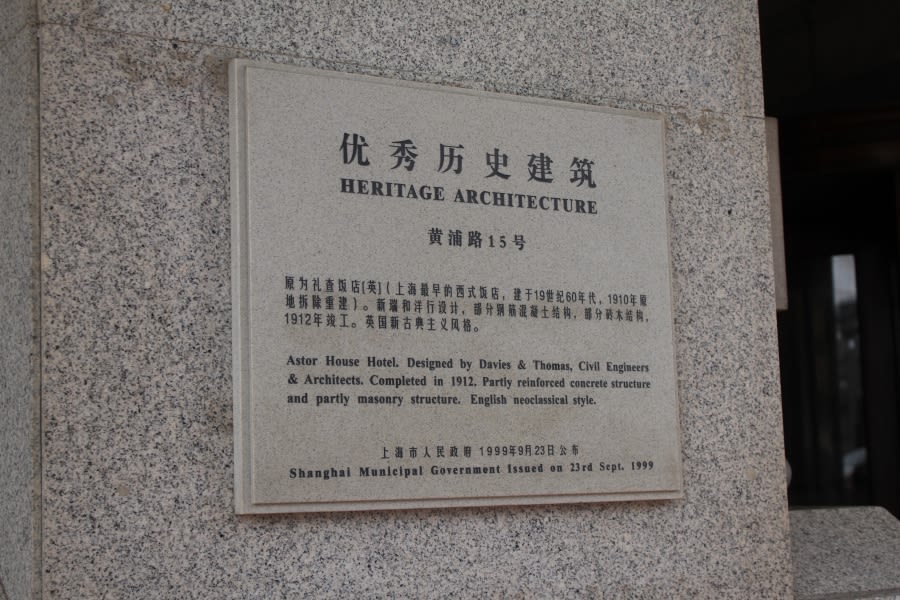 优秀历史建筑
HERITAGE ARCHITECTURE
黄浦路15号
原为礼查饭店[英](上海最早的西式饭店，建于19世纪60年代，1910年原
地拆除重建)。新瑞和洋行设计，部分钢筋混凝土结构，部分砖木结构，
1912年竣工。英国新古典主义风格。
Astor House Hotel. Designed by Davies & Thomas, Civil Engineers
& Architects. Completed in 1912. Partly reinforced concrete structure
and partly masonry structure. English neoclassical style.
上海市人民政府 1999年9月23日公布
Shanghai Municipal Government Issued on 23rd Sept. 1999